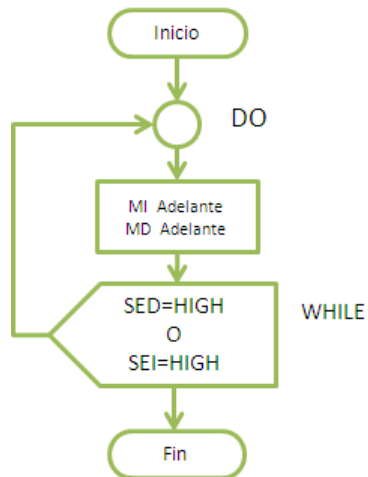 Inicio
DO
MI Adelante
MD Adelante
SED=HIGH
O
SEI=HIGH
WHILE
Fin